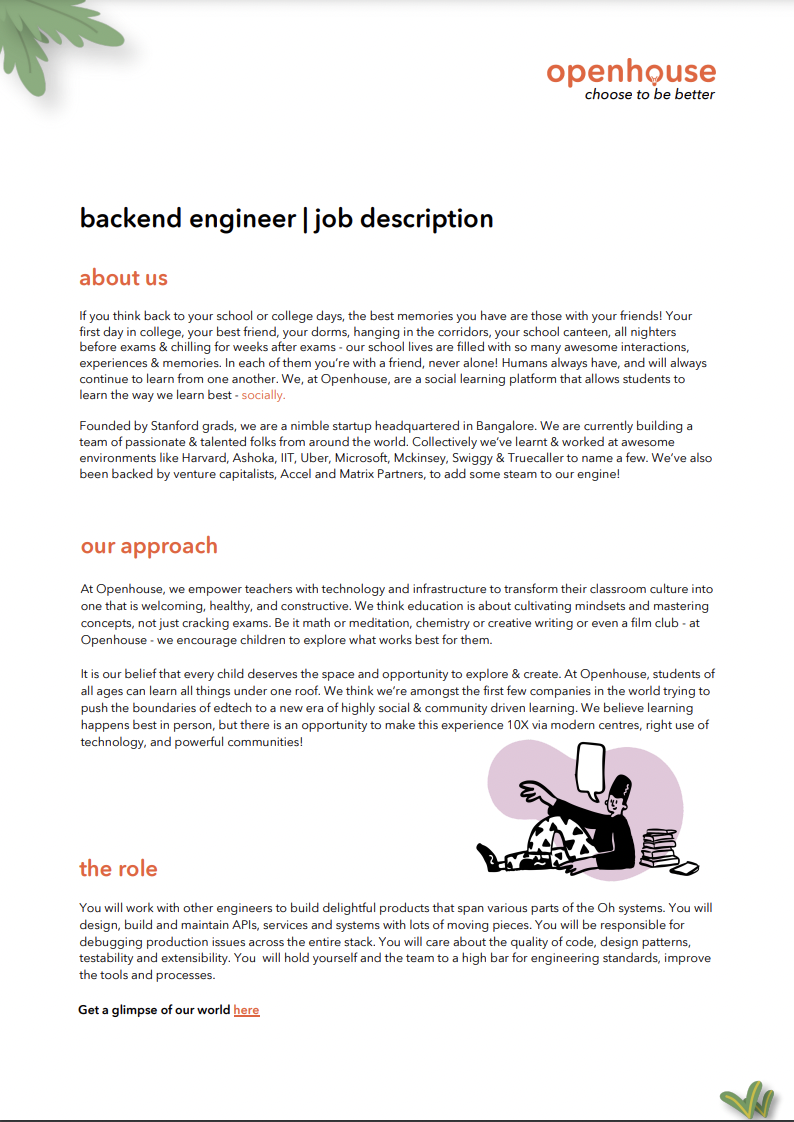 openhouse
choose to be better
backend engineer | job description
about us
If you think back to your school or college days, the best memories you have are those with your friends! Your
first day in college, your best friend, your dorms, hanging in the corridors, your school canteen, all nighters
before exams & chilling for weeks after exams - our school lives are filled with so many awesome interactions,
experiences & memories. In each of them you’re with a friend, never alone! Humans always have, and will always
continue to learn from one another. We, at Openhouse, are a social learning platform that allows students to
learn the way we learn best - socially.
Founded by Stanford grads, we are a nimble startup headquartered in Bangalore. We are currently building a
team of passionate & talented folks from around the world. Collectively we’ve learnt & worked at awesome
environments like Harvard, Ashoka, IIT, Uber, Microsoft, Mckinsey, Swiggy & Truecaller to name a few. We’ve also
been backed by venture capitalists, Accel and Matrix Partners, to add some steam to our engine!
our approach
At Openhouse, we empower teachers with technology and infrastructure to transform their classroom culture into
one that is welcoming, healthy, and constructive. We think education is about cultivating mindsets and mastering
concepts, not just cracking exams. Be it math or meditation, chemistry or creative writing or even a film club - at
Openhouse - we encourage children to explore what works best for them.
It is our belief that every child deserves the space and opportunity to explore & create. At Openhouse, students of
all ages can learn all things under one roof. We think we’re amongst the first few companies in the world trying to
push the boundaries of edtech to a new era of highly social & community driven learning. We believe learning
happens best in person, but there is an opportunity to make this experience 10X via modern centres, right use of
technology, and powerful communities!
the role
You will work with other engineers to build delightful products that span various parts of the Oh systems. You will
design, build and maintain APIs, services and systems with lots of moving pieces. You will be responsible for
debugging production issues across the entire stack. You will care about the quality of code, design patterns,
testability and extensibility. You  will hold yourself and the team to a high bar for engineering standards, improve
the tools and processes.
Get a glimpse of our world here